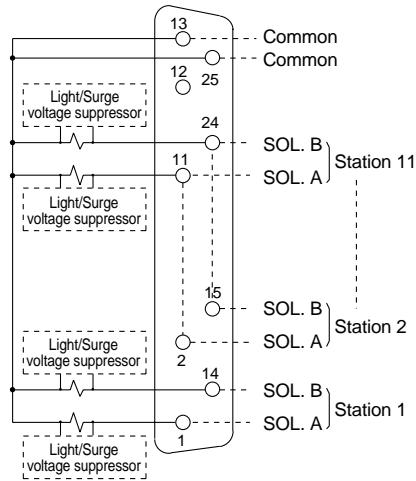 13
Common
Common
12
25
Light/Surge
voltage suppressor
24
SOL. B
Station 11
11
SOL. A
Light/Surge
voltage suppressor
15
SOL. B
Station 2
SOL. A
2
Light/Surge
voltage suppressor
14
SOL. B
Station 1
SOL. A
1
Light/Surge
voltage suppressor